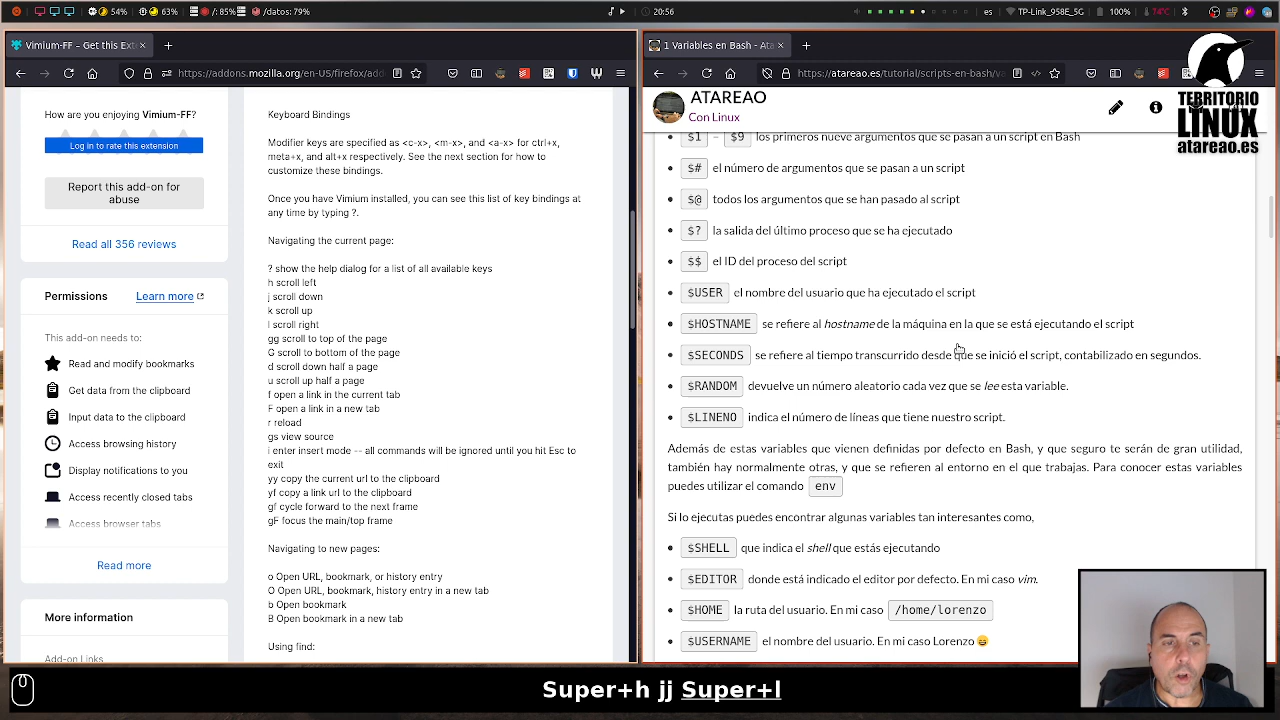 54%
63%
/: 85%
/datos: 79%
20:56
es
TP-Link_958E_5G
100%
Vimium-FF – Get this Exte
https://addons.mozilla.org/en-US/firefox/add
How are you enjoying Vimium-FF?
Log in to rate this extension
Report this add-on for
abuse
Read all 356 reviews
Permissions
Learn more
This add-on needs to:
Read and modify bookmarks
Get data from the clipboard
Input data to the clipboard
Access browsing history
Display notifications to you
Access recently closed tabs
Access browser tabs
Read more
More information
Add-on Links
Keyboard Bindings
Modifier keys are specified as <c-x>, <m-x>, and <a-x> for ctrl+x,
meta+x, and alt+x respectively. See the next section for how to
customize these bindings.
Once you have Vimium installed, you can see this list of key bindings at
any time by typing ?.
Navigating the current page:
? show the help dialog for a list of all available keys
h scroll left
j scroll down
k scroll up
l scroll right
gg scroll to top of the page
G scroll to bottom of the page
d scroll down half a page
u scroll up half a page
f open a link in the current tab
F open a link in a new tab
r reload
gs view source
i enter insert mode -- all commands will be ignored until you hit Esc to
exit
yy copy the current url to the clipboard
yf copy a link url to the clipboard
gf cycle forward to the next frame
gF focus the main/top frame
Navigating to new pages:
o Open URL, bookmark, or history entry
O Open URL, bookmark, history entry in a new tab
b Open bookmark
B Open bookmark in a new tab
Using find:
1 Variables en Bash - Ata
https://atareao.es/tutorial/scripts-en-bash/va
ATAREAO
Con Linux
TERRITORIO
LINUX
atareao.es
$1 – $9 los primeros nueve argumentos que se pasan a un script en Bash
$# el número de argumentos que se pasan a un script
$@ todos los argumentos que se han pasado al script
$? la salida del último proceso que se ha ejecutado
$$ el ID del proceso del script
$USER el nombre del usuario que ha ejecutado el script
$HOSTNAME se refiere al hostname de la máquina en la que se está ejecutando el script
$SECONDS se refiere al tiempo transcurrido desde que se inició el script, contabilizado en segundos.
$RANDOM devuelve un número aleatorio cada vez que se lee esta variable.
$LINENO indica el número de líneas que tiene nuestro script.
Además de estas variables que vienen definidas por defecto en Bash, y que seguro te serán de gran utilidad,
también hay normalmente otras, y que se refieren al entorno en el que trabajas. Para conocer estas variables
puedes utilizar el comando env
Si lo ejecutas puedes encontrar algunas variables tan interesantes como,
$SHELL que indica el shell que estás ejecutando
$EDITOR donde está indicado el editor por defecto. En mi caso vim.
$HOME la ruta del usuario. En mi caso /home/lorenzo
$USERNAME el nombre del usuario. En mi caso Lorenzo
Super+h jj Super+l